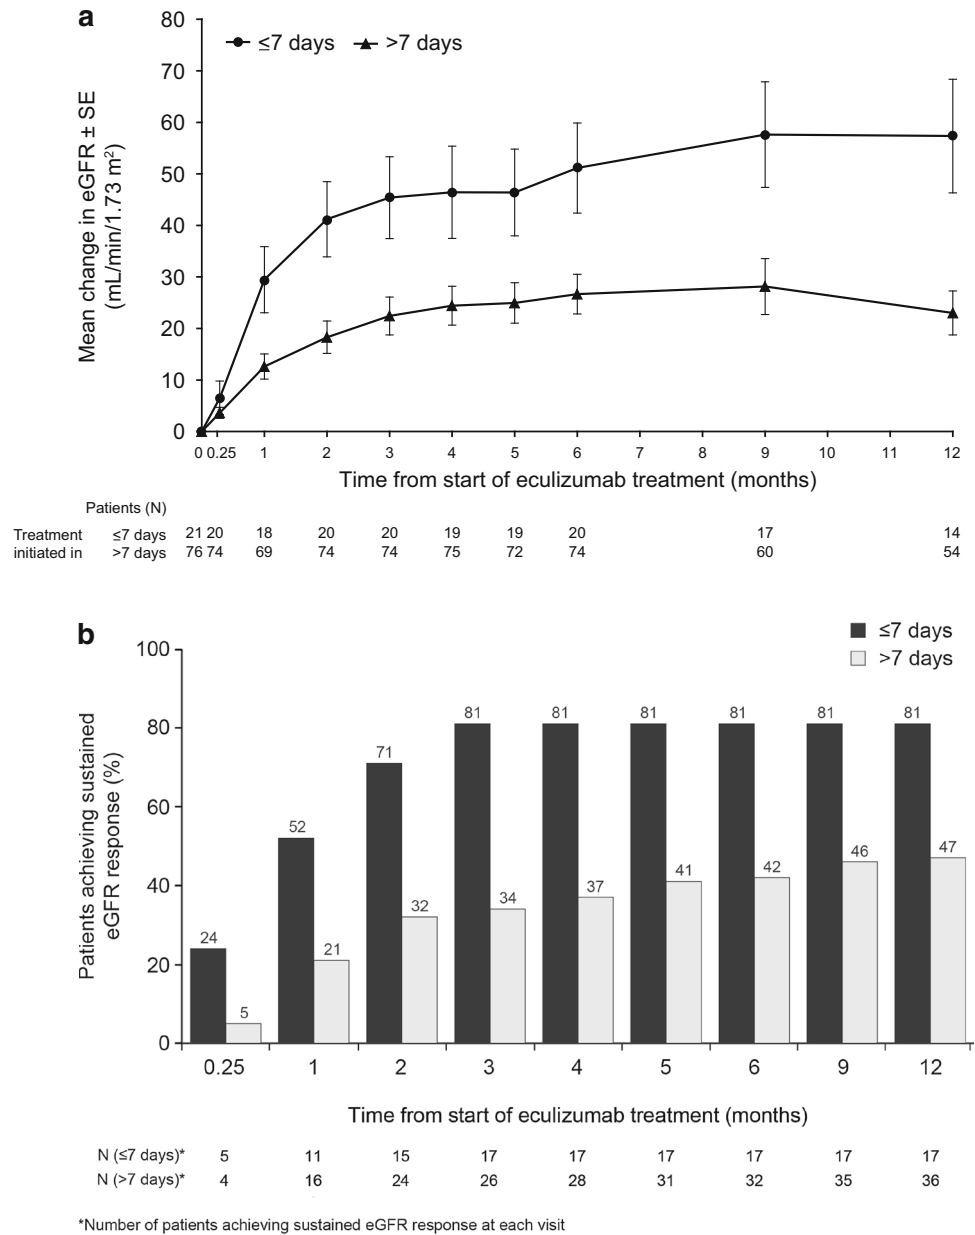 a
80
≤7 days >7 days
70
60
50
40
30
20
10
0
Mean change in eGFR ± SE
(mL/min/1.73 m²)
0 0.25 1 2 3 4 5 6 7 8 9 10 11 12
Time from start of eculizumab treatment (months)
Patients (N)
Treatment ≤7 days 21 20 18 20 20 19 19 20 17 14
initiated in >7 days 76 74 69 74 74 75 72 74 60 54
b
≤7 days
>7 days
100
80
60
40
20
0
Patients achieving sustained
eGFR response (%)
24 5 52 21 71 32 81 34 81 37 81 41 81 42 81 46 81 47
0.25 1 2 3 4 5 6 9 12
Time from start of eculizumab treatment (months)
N (≤7 days)* 5 11 15 17 17 17 17 17 17
N (>7 days)* 4 16 24 26 28 31 32 35 36
*Number of patients achieving sustained eGFR response at each visit